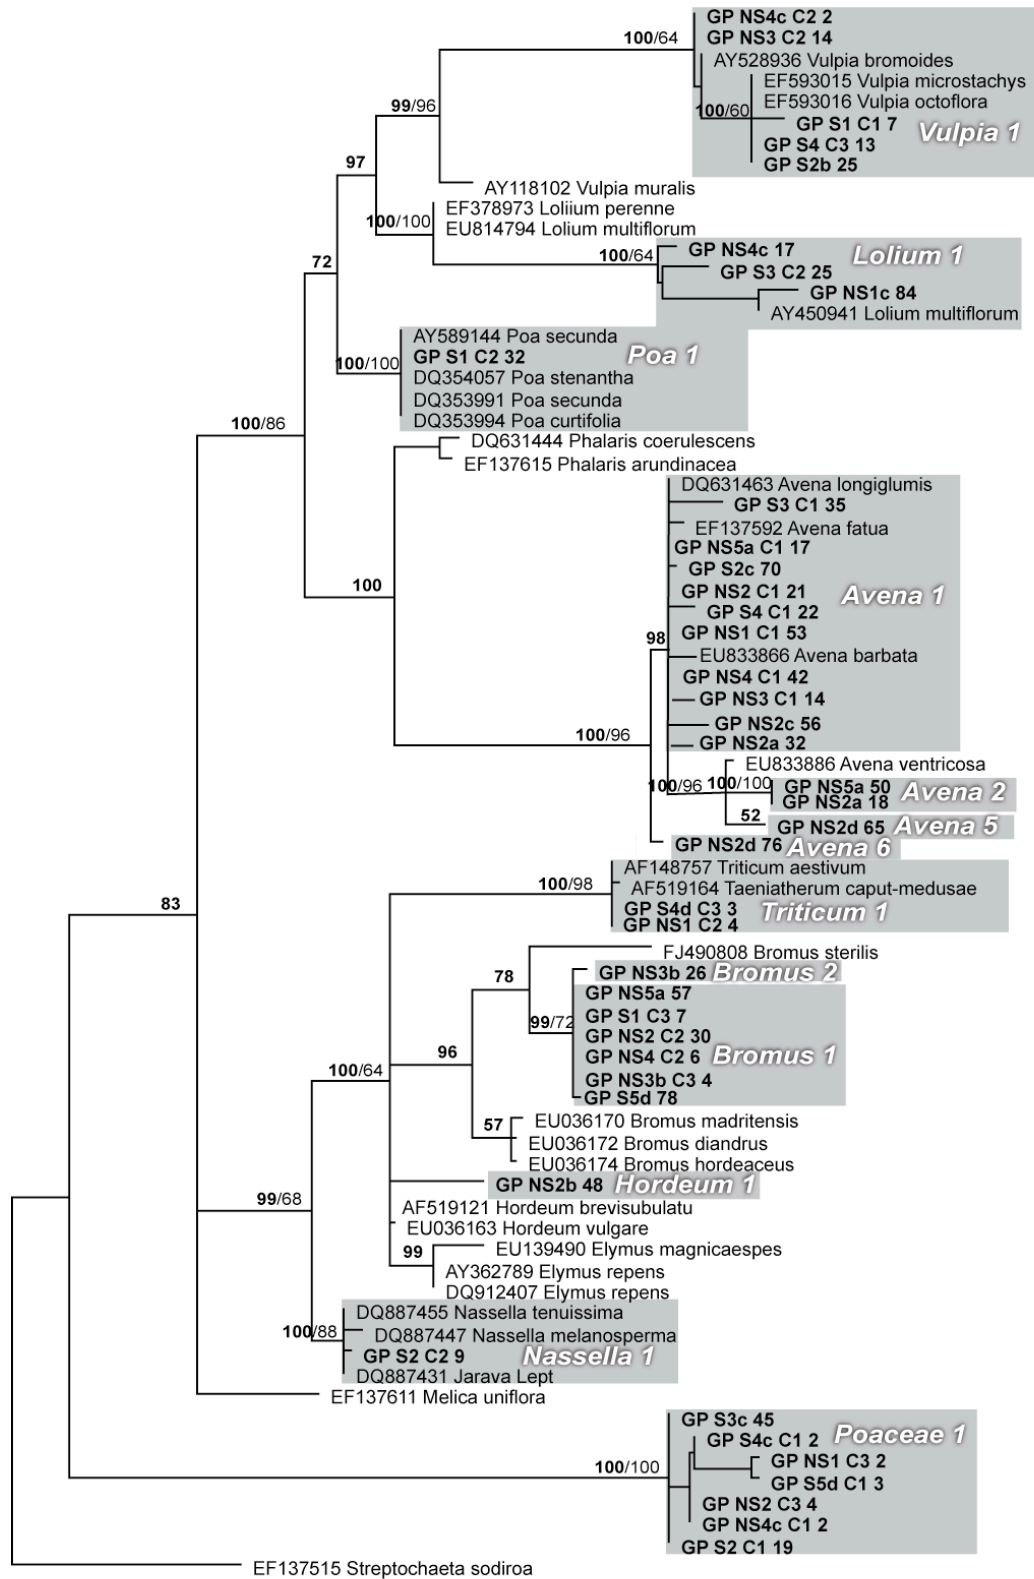 GP NS4c C2 2
100/64
GP NS3 C2 14
AY528936 Vulpia bromoides
EF593015 Vulpia microstachys
99/96
EF593016 Vulpia octoflora
100/60
GP S1 C1 7
Vulpia 1
GP S4 C3 13
97
GP S2b 25
AY118102 Vulpia muralis
EF378973 Loliium perenne
100/100
EU814794 Lolium multiflorum
72
100/64
GP NS4c 17
Lolium 1
GP S3 C2 25
GP NS1c 84
AY450941 Lolium multiflorum
AY589144 Poa secunda
100/100
GP S1 C2 32
Poa 1
DQ354057 Poa stenantha
DQ353991 Poa secunda
DQ353994 Poa curtifolia
100/86
DQ631444 Phalaris coerulescens
EF137615 Phalaris arundinacea
DQ631463 Avena longiglumis
GP S3 C1 35
EF137592 Avena fatua
GP NS5a C1 17
GP S2c 70
100
GP NS2 C1 21
Avena 1
GP S4 C1 22
GP NS1 C1 53
98
EU833866 Avena barbata
GP NS4 C1 42
GP NS3 C1 14
GP NS2c 56
100/96
GP NS2a 32
EU833886 Avena ventricosa
100/96
100/100
GP NS5a 50
Avena 2
GP NS2a 18
52
GP NS2d 65
Avena 5
GP NS2d 76
Avena 6
AF148757 Triticum aestivum
100/98
AF519164 Taeniatherum caput-medusae
83
GP S4d C3 3
Triticum 1
GP NS1 C2 4
FJ490808 Bromus sterilis
78
GP NS3b 26
Bromus 2
GP NS5a 57
GP S1 C3 7
99/72
GP NS2 C2 30
96
GP NS4 C2 6
Bromus 1
100/64
GP NS3b C3 4
GP S5d 78
57
EU036170 Bromus madritensis
EU036172 Bromus diandrus
EU036174 Bromus hordeaceus
GP NS2b 48
Hordeum 1
99/68
AF519121 Hordeum brevisubulatu
EU036163 Hordeum vulgare
99
EU139490 Elymus magnicaespes
AY362789 Elymus repens
DQ912407 Elymus repens
DQ887455 Nassella tenuissima
100/88
DQ887447 Nassella melanosperma
GP S2 C2 9
Nassella 1
DQ887431 Jarava Lept
EF137611 Melica uniflora
GP S3c 45
GP S4c C1 2
Poaceae 1
GP NS1 C3 2
100/100
GP S5d C1 3
GP NS2 C3 4
GP NS4c C1 2
GP S2 C1 19
EF137515 Streptochaeta sodiroa